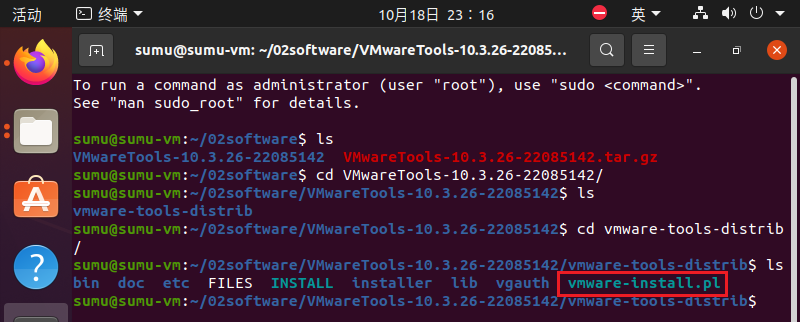 活动 终端 10月18日 23：16 英
sumu@sumu-vm: ~/02software/VMwareTools-10.3.26-22085…
To run a command as administrator (user "root"), use "sudo <command>".
See "man sudo_root" for details.
sumu@sumu-vm:~/02software$ ls
VMwareTools-10.3.26-22085142 VMwareTools-10.3.26-22085142.tar.gz
sumu@sumu-vm:~/02software$ cd VMwareTools-10.3.26-22085142/
sumu@sumu-vm:~/02software/VMwareTools-10.3.26-22085142$ ls
vmware-tools-distrib
sumu@sumu-vm:~/02software/VMwareTools-10.3.26-22085142$ cd vmware-tools-distrib
/
sumu@sumu-vm:~/02software/VMwareTools-10.3.26-22085142/vmware-tools-distrib$ ls
bin doc etc FILES INSTALL installer lib vgauth vmware-install.pl
sumu@sumu-vm:~/02software/VMwareTools-10.3.26-22085142/vmware-tools-distrib$